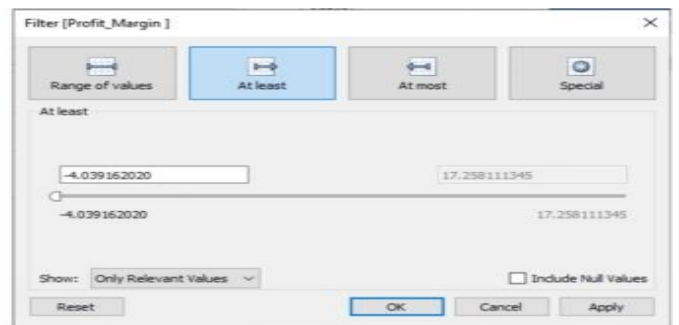 Filter [Profit_Margin ]
Range of values At least At most Special
At least
-4.039162020 17.258111345
-4.039162020 17.258111345
Show: Only Relevant Values Include Null Values
Reset OK Cancel Apply